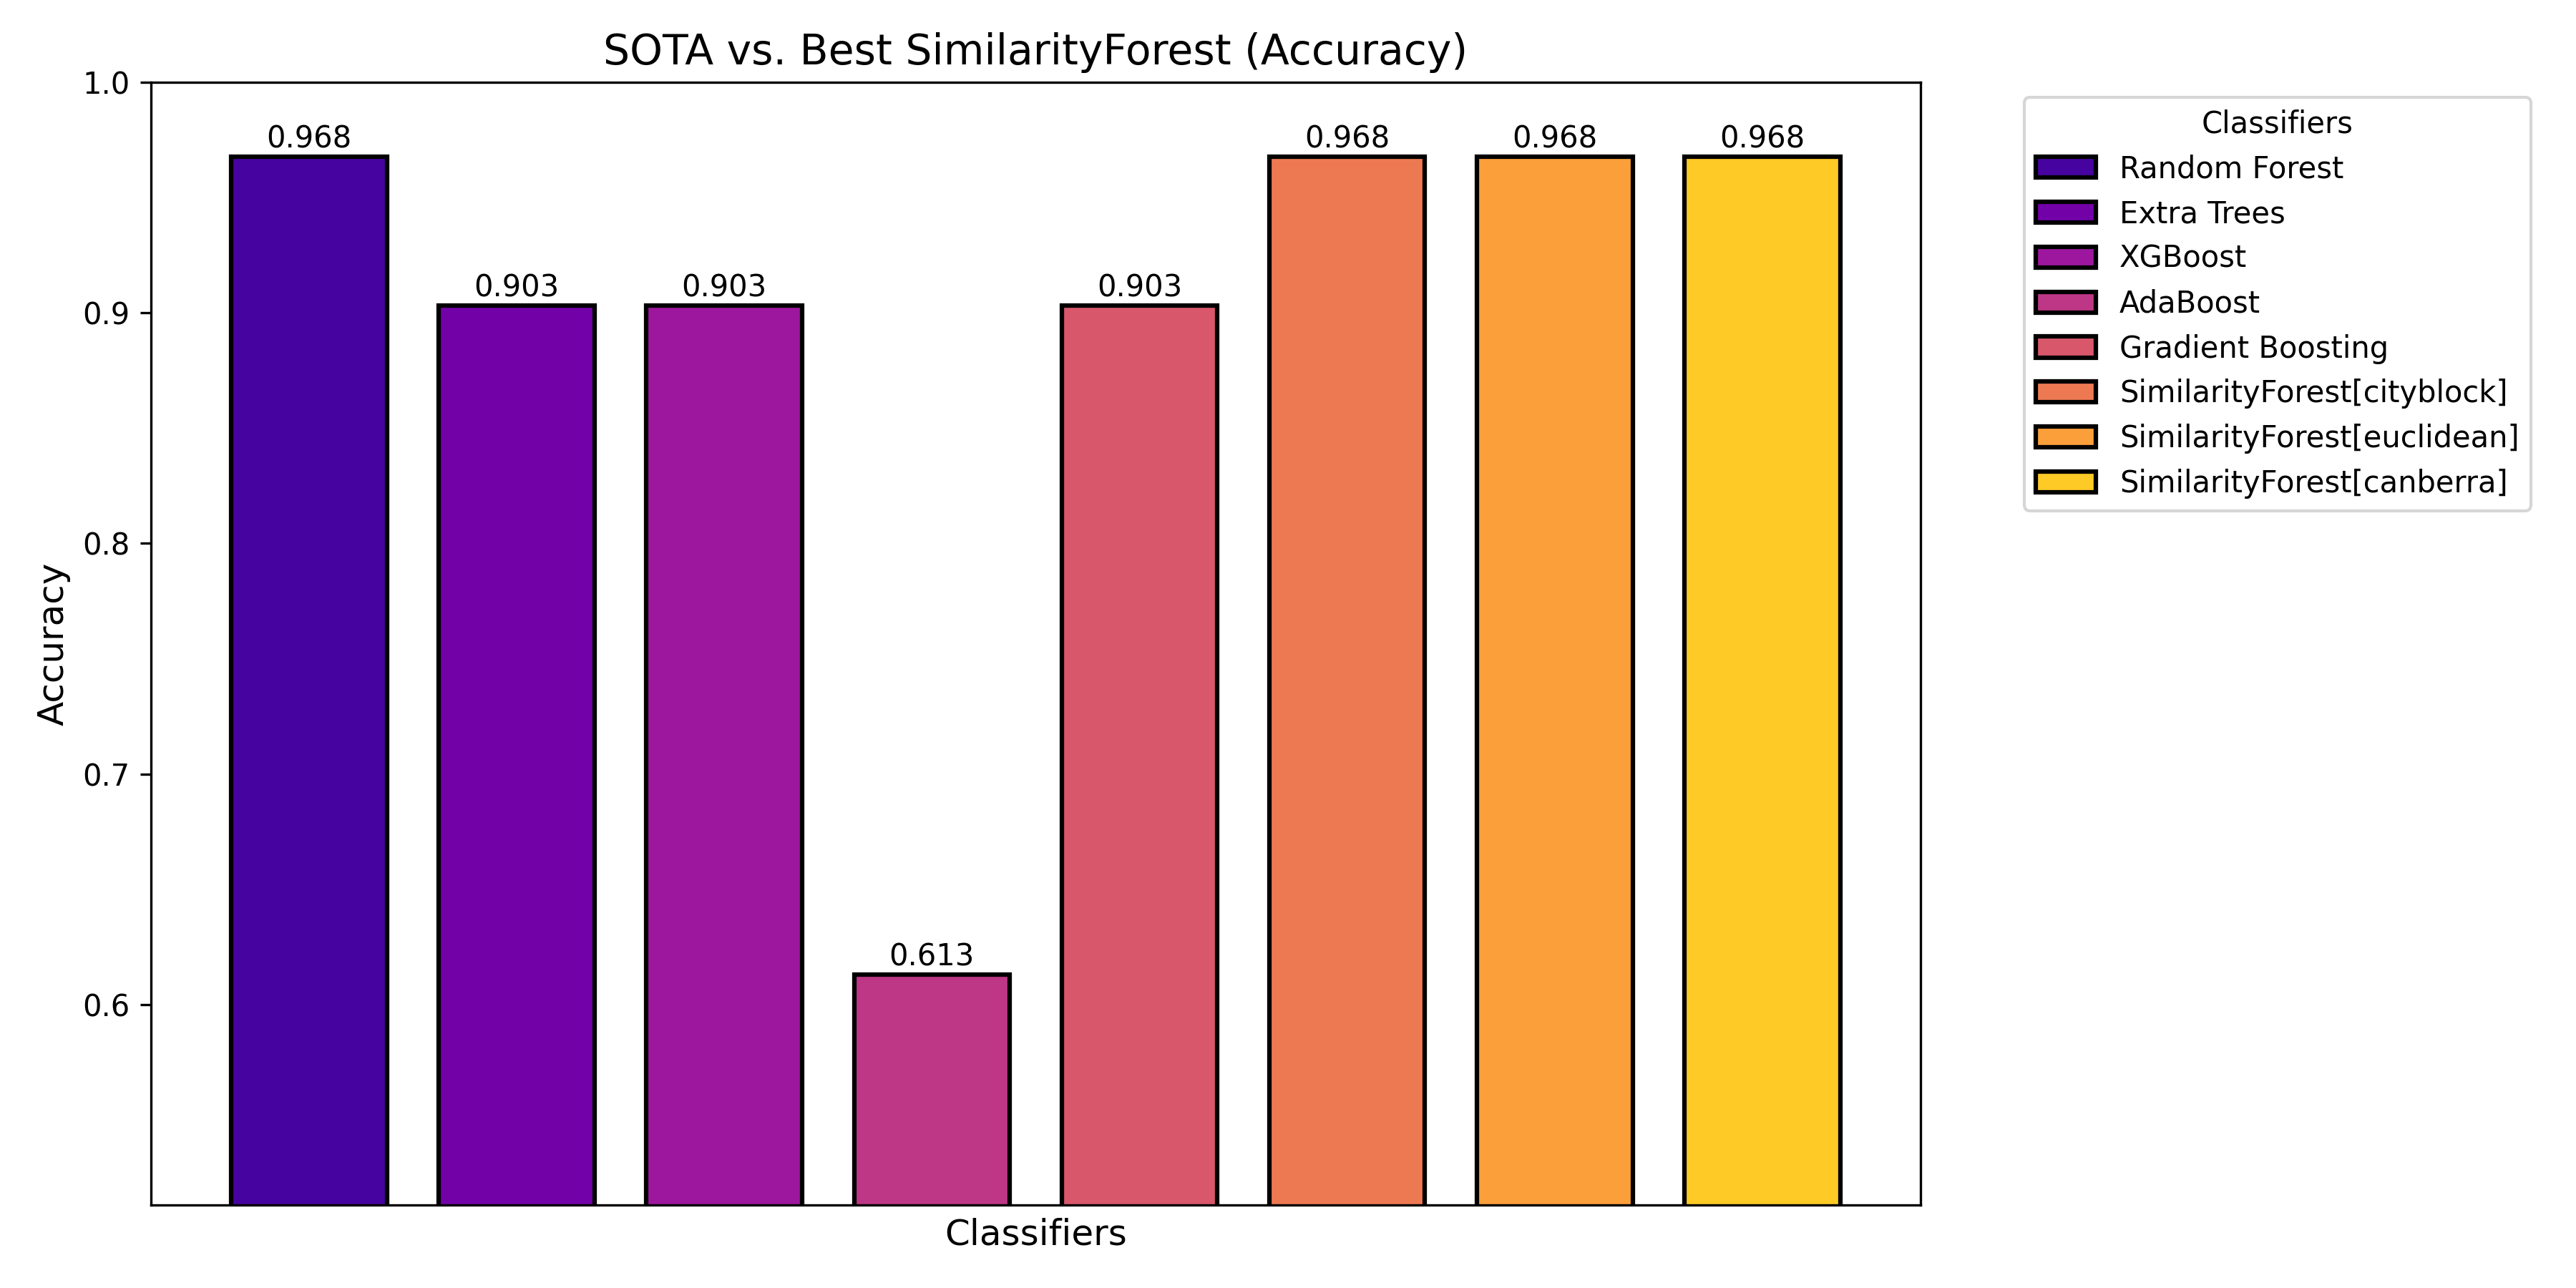 SOTA vs. Best SimilarityForest (Accuracy)
1.0
0.9
0.8
0.7
0.6
Accuracy
0.968
0.903
0.903
0.613
0.903
0.968
0.968
0.968
Classifiers
Classifiers
Random Forest
Extra Trees
XGBoost
AdaBoost
Gradient Boosting
SimilarityForest[cityblock]
SimilarityForest[euclidean]
SimilarityForest[canberra]